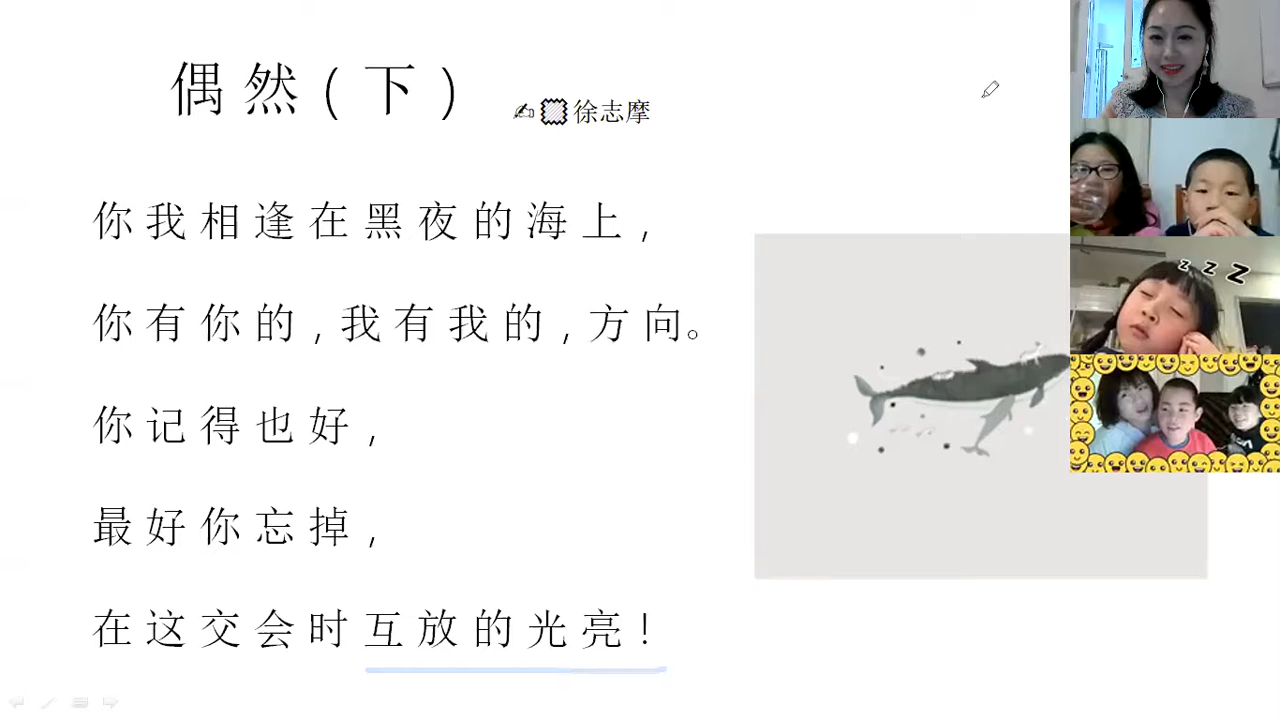 偶然(下)
徐志摩
你我相逢在黑夜的海上,
你有你的,我有我的,方向。
你记得也好,
最好你忘掉,
在这交会时互放的光亮!
z z Z